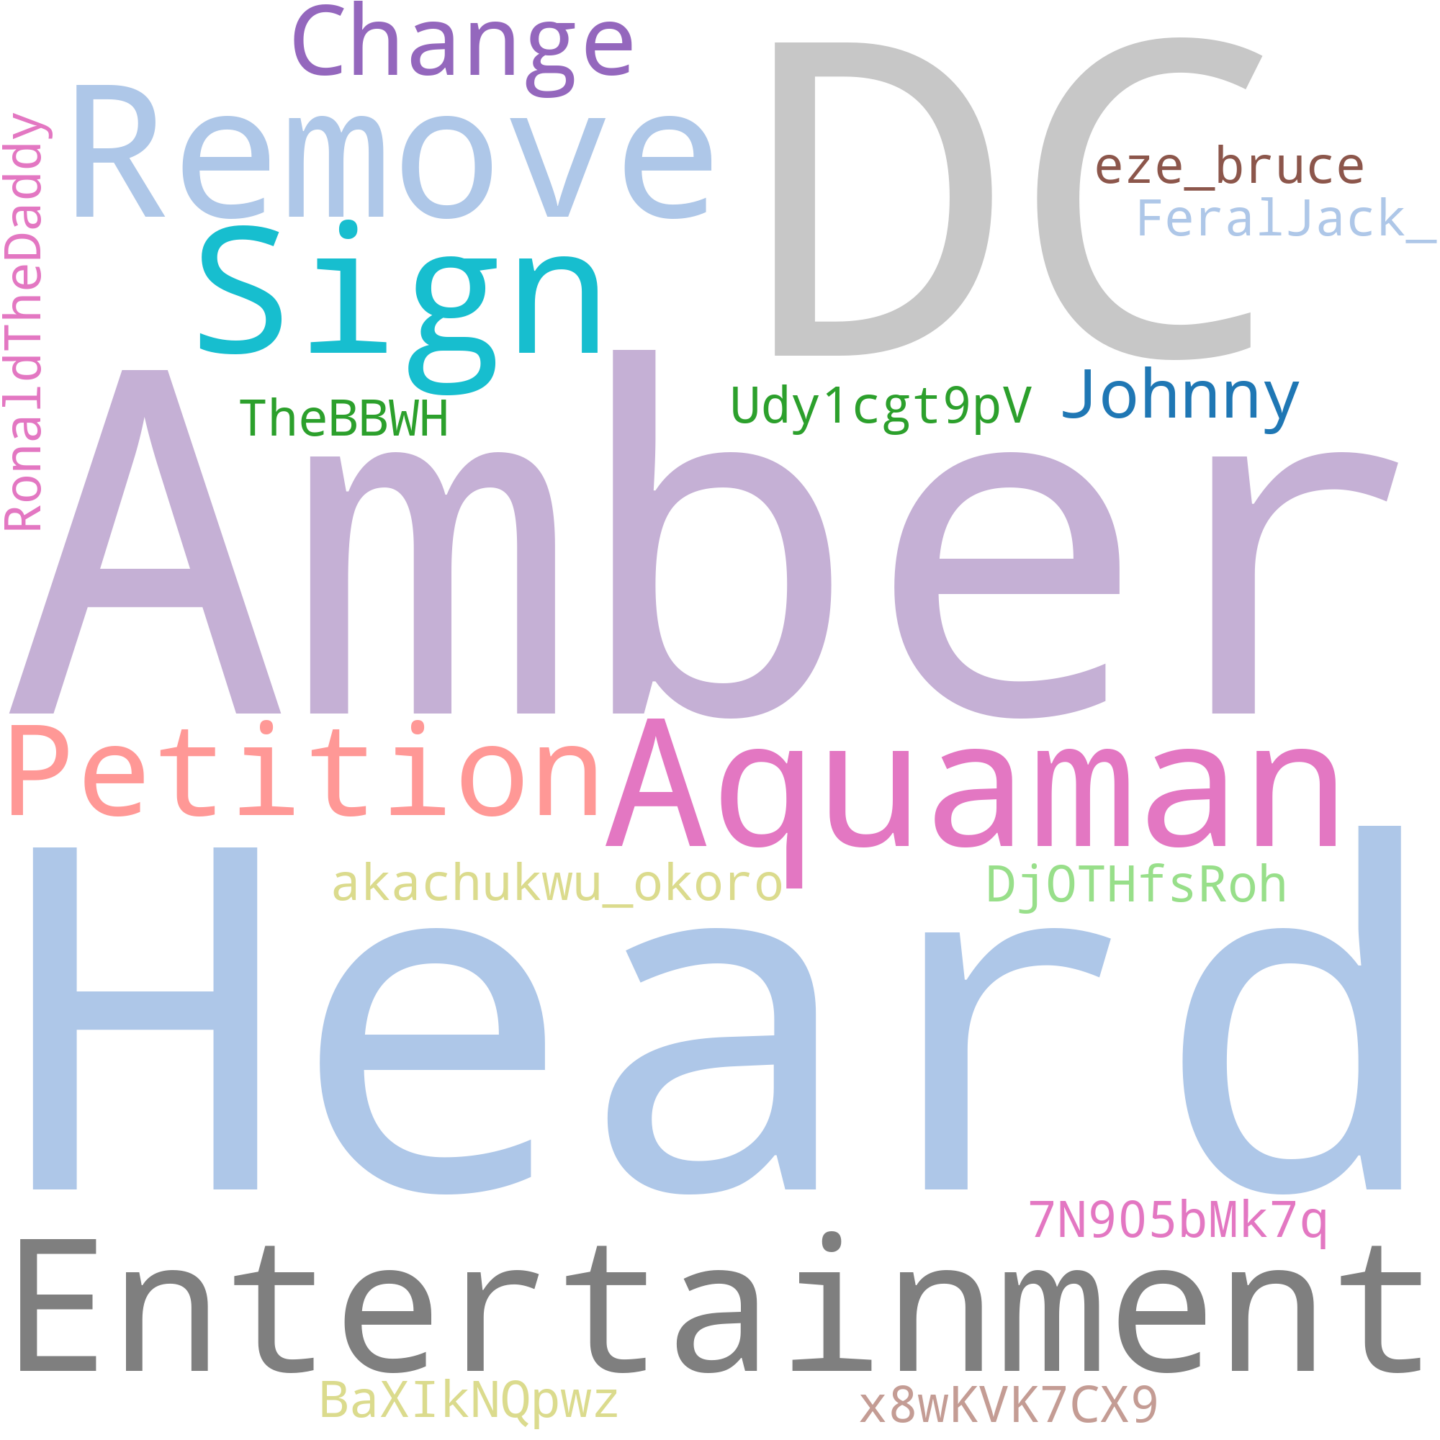 Change
DC
Remove
RonaldTheDaddy
eze_bruce
FeralJack_
Sign
Johnny
TheBBWH
Udy1cgt9pV
Amber
Petition
Aquaman
akachukwu_okoro
DjOTHfsRoh
Heard
7N9O5bMk7q
Entertainment
BaXIkNQpwz
x8wKVK7CX9